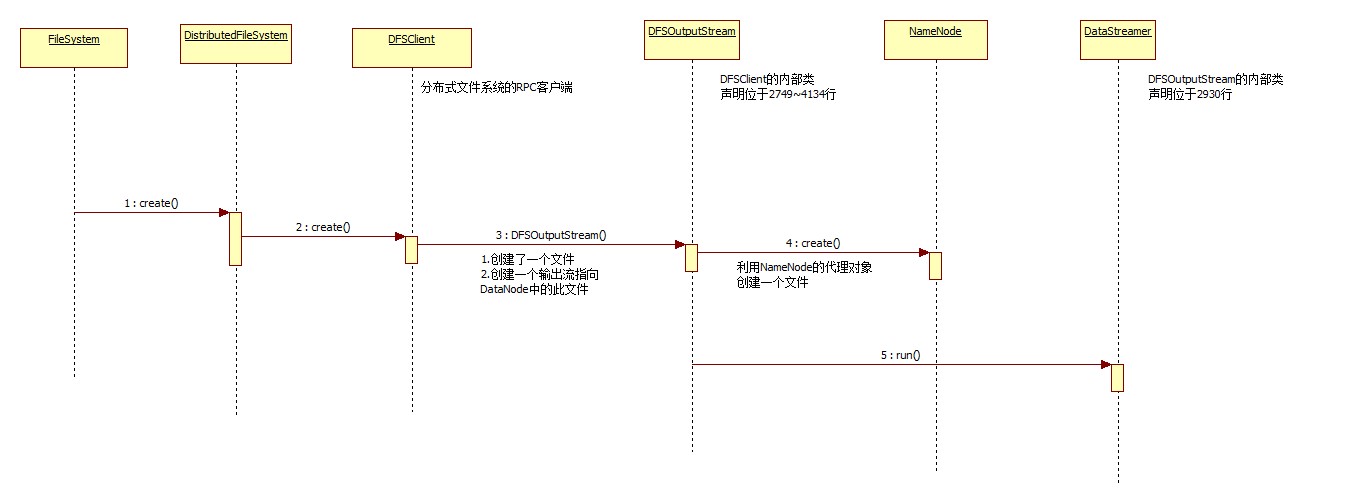 FileSystem
DistributedFileSystem
DFSClient
DFSOutputStream
NameNode
DataStreamer
分布式文件系统的RPC客户端
DFSClient的内部类
声明位于2749~4134行
DFSOutputStream的内部类
声明位于2930行
1 : create()
2 : create()
3 : DFSOutputStream()
1.创建了一个文件
2.创建一个输出流指向
DataNode中的此文件
4 : create()
利用NameNode的代理对象
创建一个文件
5 : run()